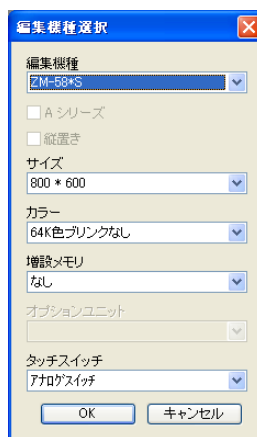 編集機種選択
編集機種
ZM-58*S
Aシリーズ
縦置き
サイズ
800 * 600
カラー
64K色ブリンクなし
増設メモリ
なし
オプションユニット
タッチスイッチ
アナログスイッチ
OK
キャンセル